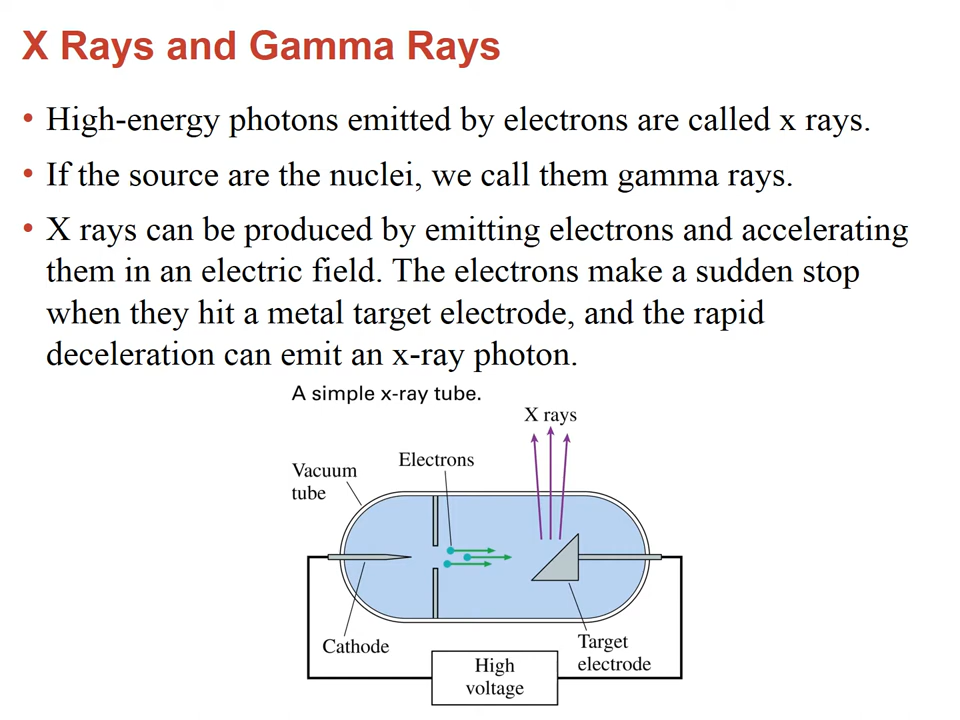 X Rays and Gamma Rays
• High-energy photons emitted by electrons are called x rays.
• If the source are the nuclei, we call them gamma rays.
• X rays can be produced by emitting electrons and accelerating
them in an electric field. The electrons make a sudden stop
when they hit a metal target electrode, and the rapid
deceleration can emit an x-ray photon.
A simple x-ray tube.
X rays
Electrons
Vacuum
tube
Cathode
Target
electrode
High
voltage